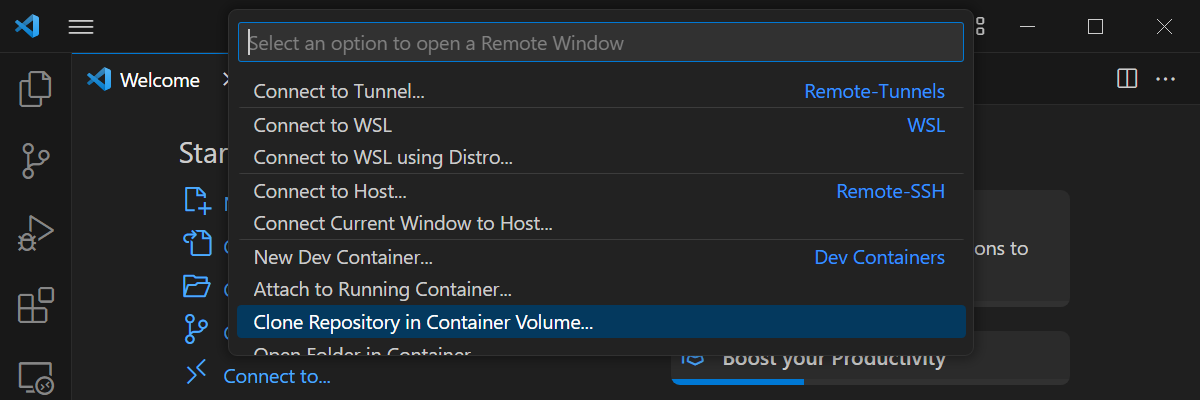 Select an option to open a Remote Window
Welcome
Connect to Tunnel... Remote-Tunnels
Connect to WSL WSL
Connect to WSL using Distro...
Connect to Host... Remote-SSH
Connect Current Window to Host...
New Dev Container... Dev Containers
Attach to Running Container...
Clone Repository in Container Volume...
Open Folder in Container
Star
ons to
Boost your Productivity
Connect to...